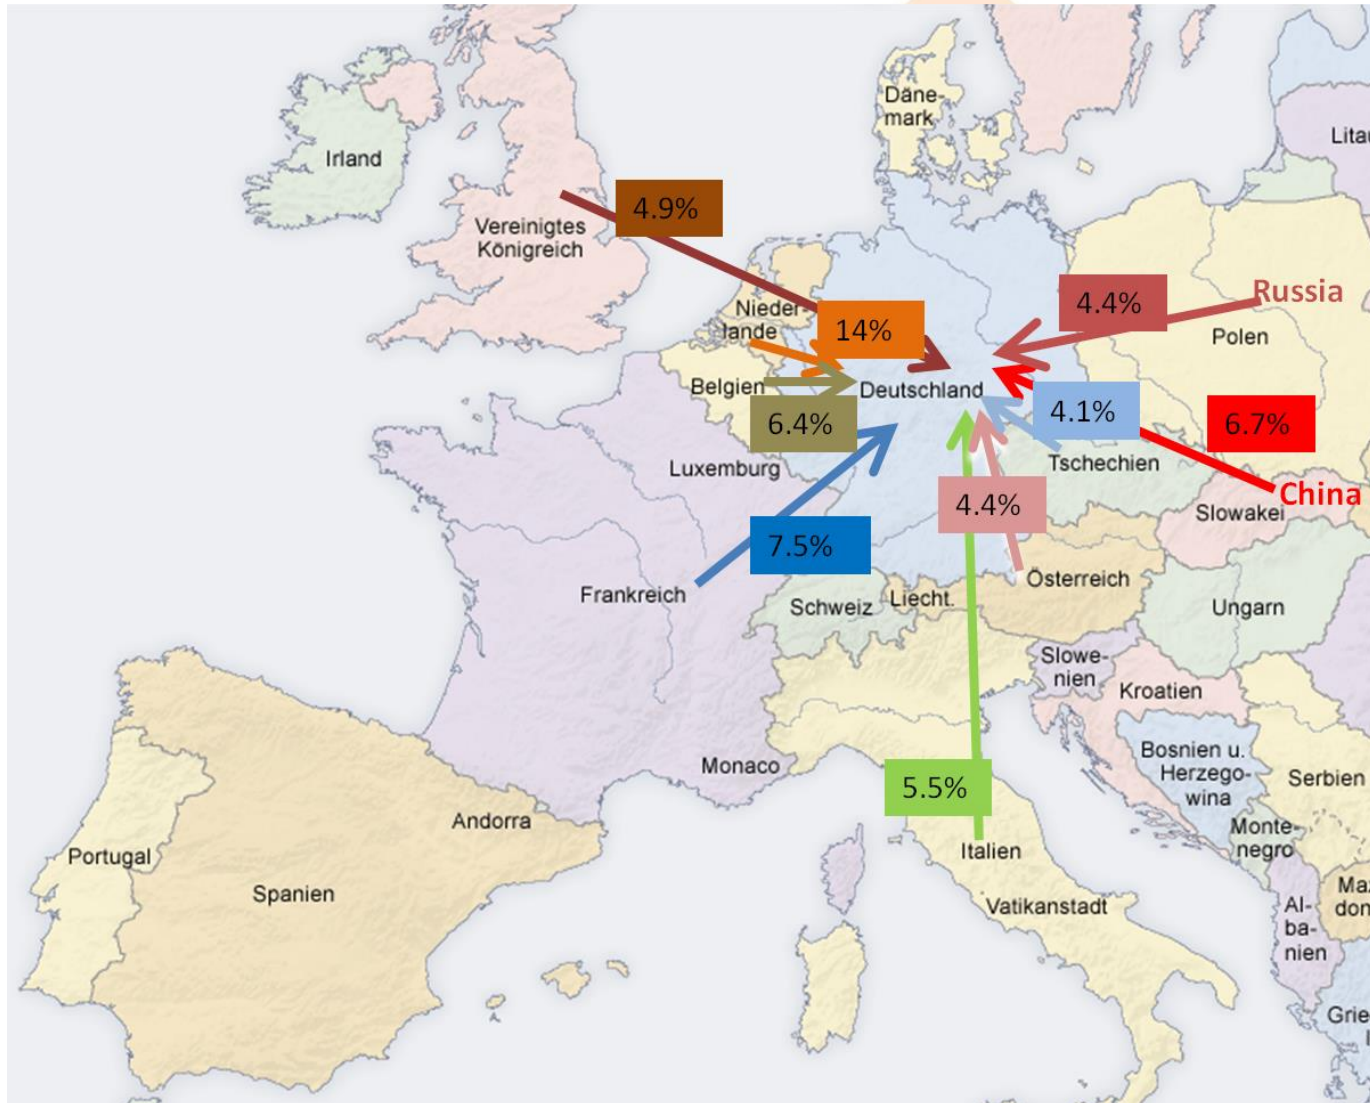 Däne-
mark
Litau
Irland
4.9%
Vereinigtes
Königreich
Russia
4.4%
Nieder-
lande
14%
Polen
Belgien
Deutschland
4.1%
6.7%
6.4%
Tschechien
Luxemburg
China
4.4%
Slowakei
7.5%
Österreich
Frankreich
Schweiz
Liecht.
Ungarn
Slowe-
nien
Kroatien
Monaco
Bosnien u.
Herzego-
wina
Serbien
5.5%
Andorra
Monte-
negro
Portugal
Italien
Spanien
Vatikanstadt
Maz
don
Al-
ba-
nien
Grie